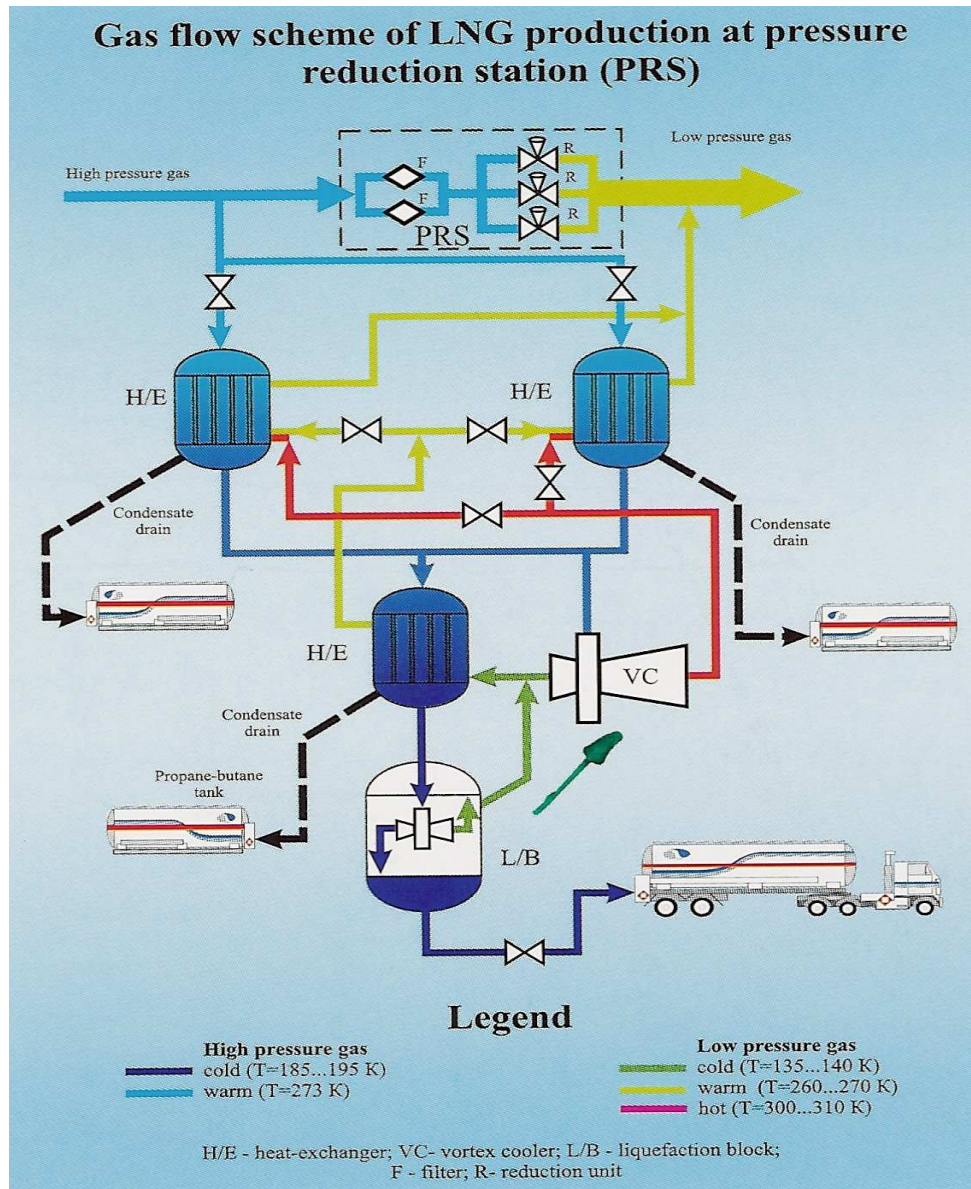 Gas flow scheme of LNG production at pressure
reduction station (PRS)
High pressure gas
Low pressure gas
F
F
R
R
R
PRS
H/E
H/E
Condensate
drain
Condensate
drain
H/E
VC
Condensate
drain
Propane-butane
tank
L/B
Legend
High pressure gas
cold (T=185...195 K)
warm (T=273 K)
Low pressure gas
cold (T=135...140 K)
warm (T=260...270 K)
hot (T=300...310 K)
H/E - heat-exchanger; VC- vortex cooler; L/B - liquefaction block;
F - filter; R- reduction unit